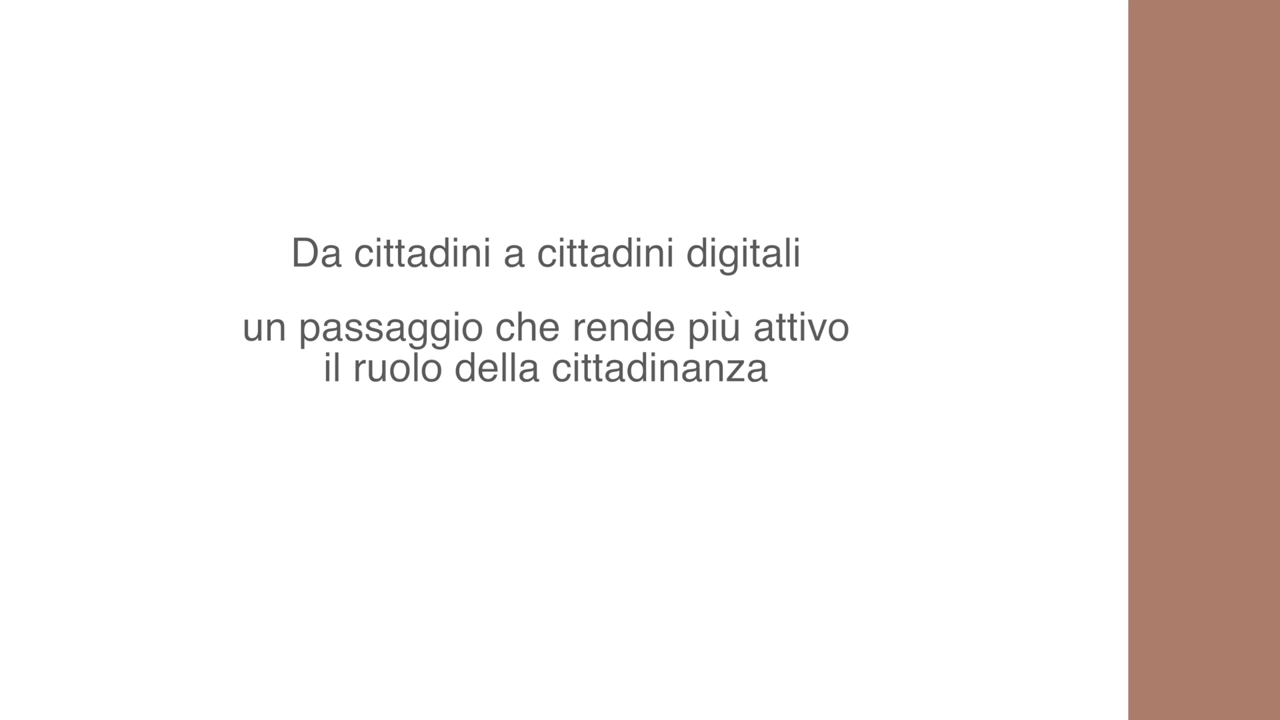 Da cittadini a cittadini digitali
un passaggio che rende più attivo
il ruolo della cittadinanza